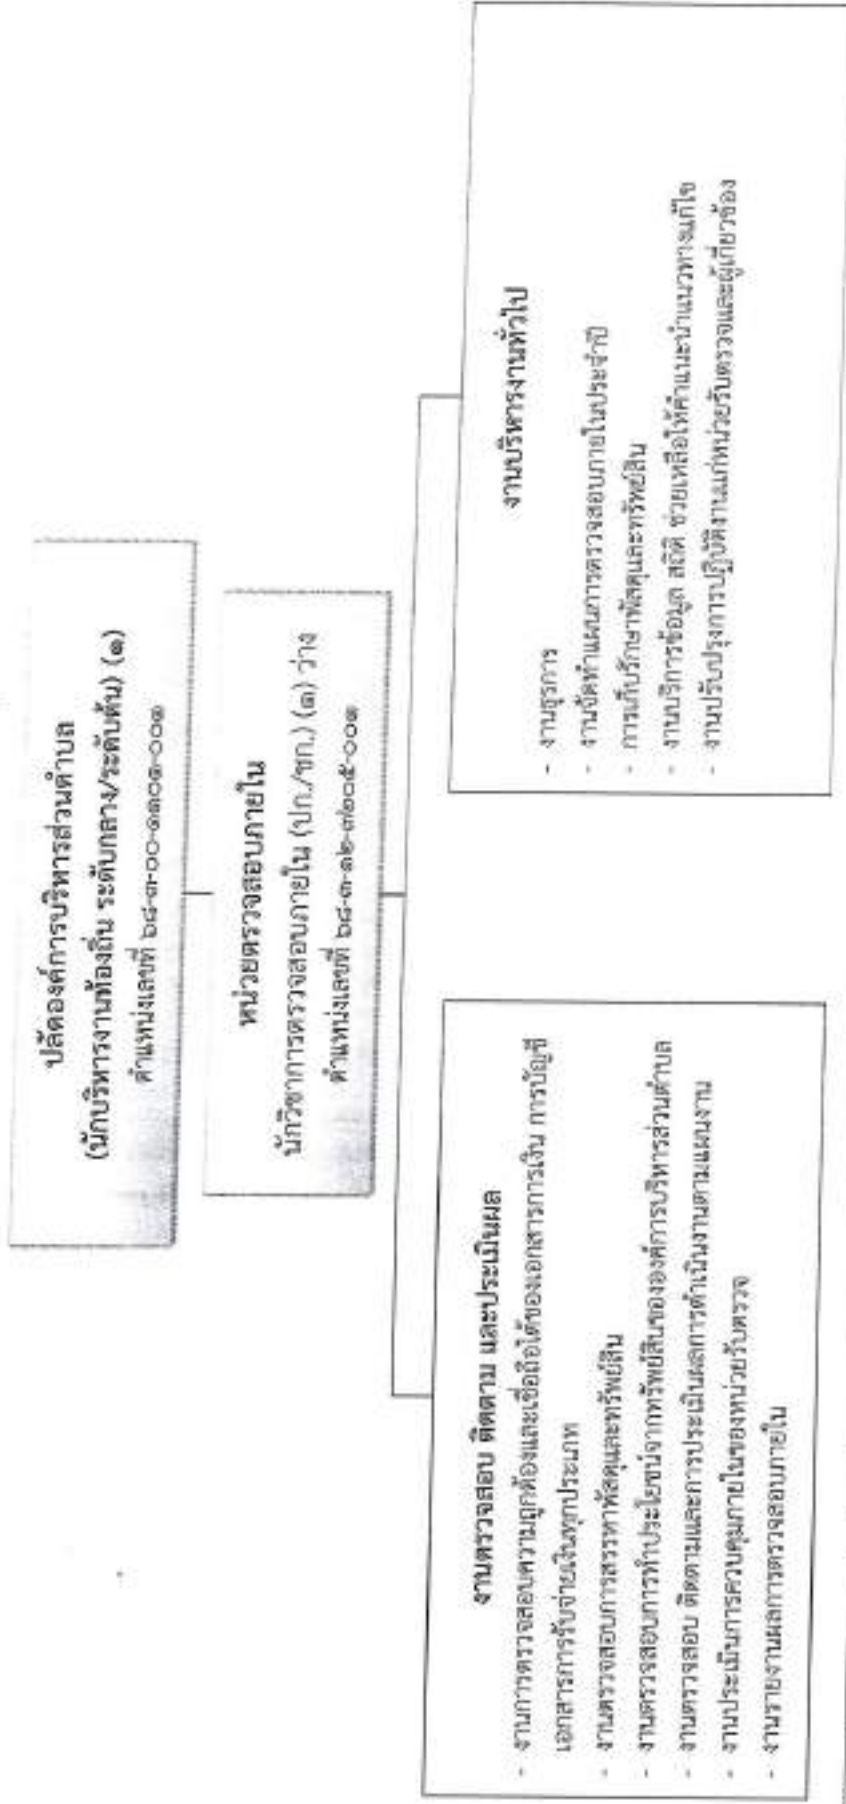 ปลัดองค์การบริหารส่วนตำบล
(นักบริหารงานท้องถิ่น ระดับกลาง/ระดับต้น) (๑)
ตำแหน่งเลขที่ ๖๘-๓-๐๐-๑๑๐๑-๐๐๑
หน่วยตรวจสอบภายใน
นักวิชาการตรวจสอบภายใน (ปก./ชก.) (๑) ว่าง
ตำแหน่งเลขที่ ๖๘-๓-๑๒-๓๒๐๕-๐๐๑
งานตรวจสอบ ติดตาม และประเมินผล
- งานการตรวจสอบความถูกต้องและเชื่อถือได้ของเอกสารการเงิน การบัญชี
เอกสารการรับจ่ายเงินทุกประเภท
- งานตรวจสอบการสรรหาพัสดุและทรัพย์สิน
- งานตรวจสอบการทำประโยชน์จากทรัพย์สินขององค์การบริหารส่วนตำบล
- งานตรวจสอบ ติดตามและการประเมินผลการดำเนินงานตามแผนงาน
- งานประเมินการควบคุมภายในของหน่วยรับตรวจ
- งานรายงานผลการตรวจสอบภายใน
งานบริหารงานทั่วไป
- งานธุรการ
- งานจัดทำแผนการตรวจสอบภายในประจำปี
- การเก็บรักษาพัสดุและทรัพย์สิน
- งานบริการข้อมูล สถิติ ช่วยเหลือให้คำแนะนำแนวทางแก้ไข
- งานปรับปรุงการปฏิบัติงานแก่หน่วยรับตรวจและผู้เกี่ยวข้อง